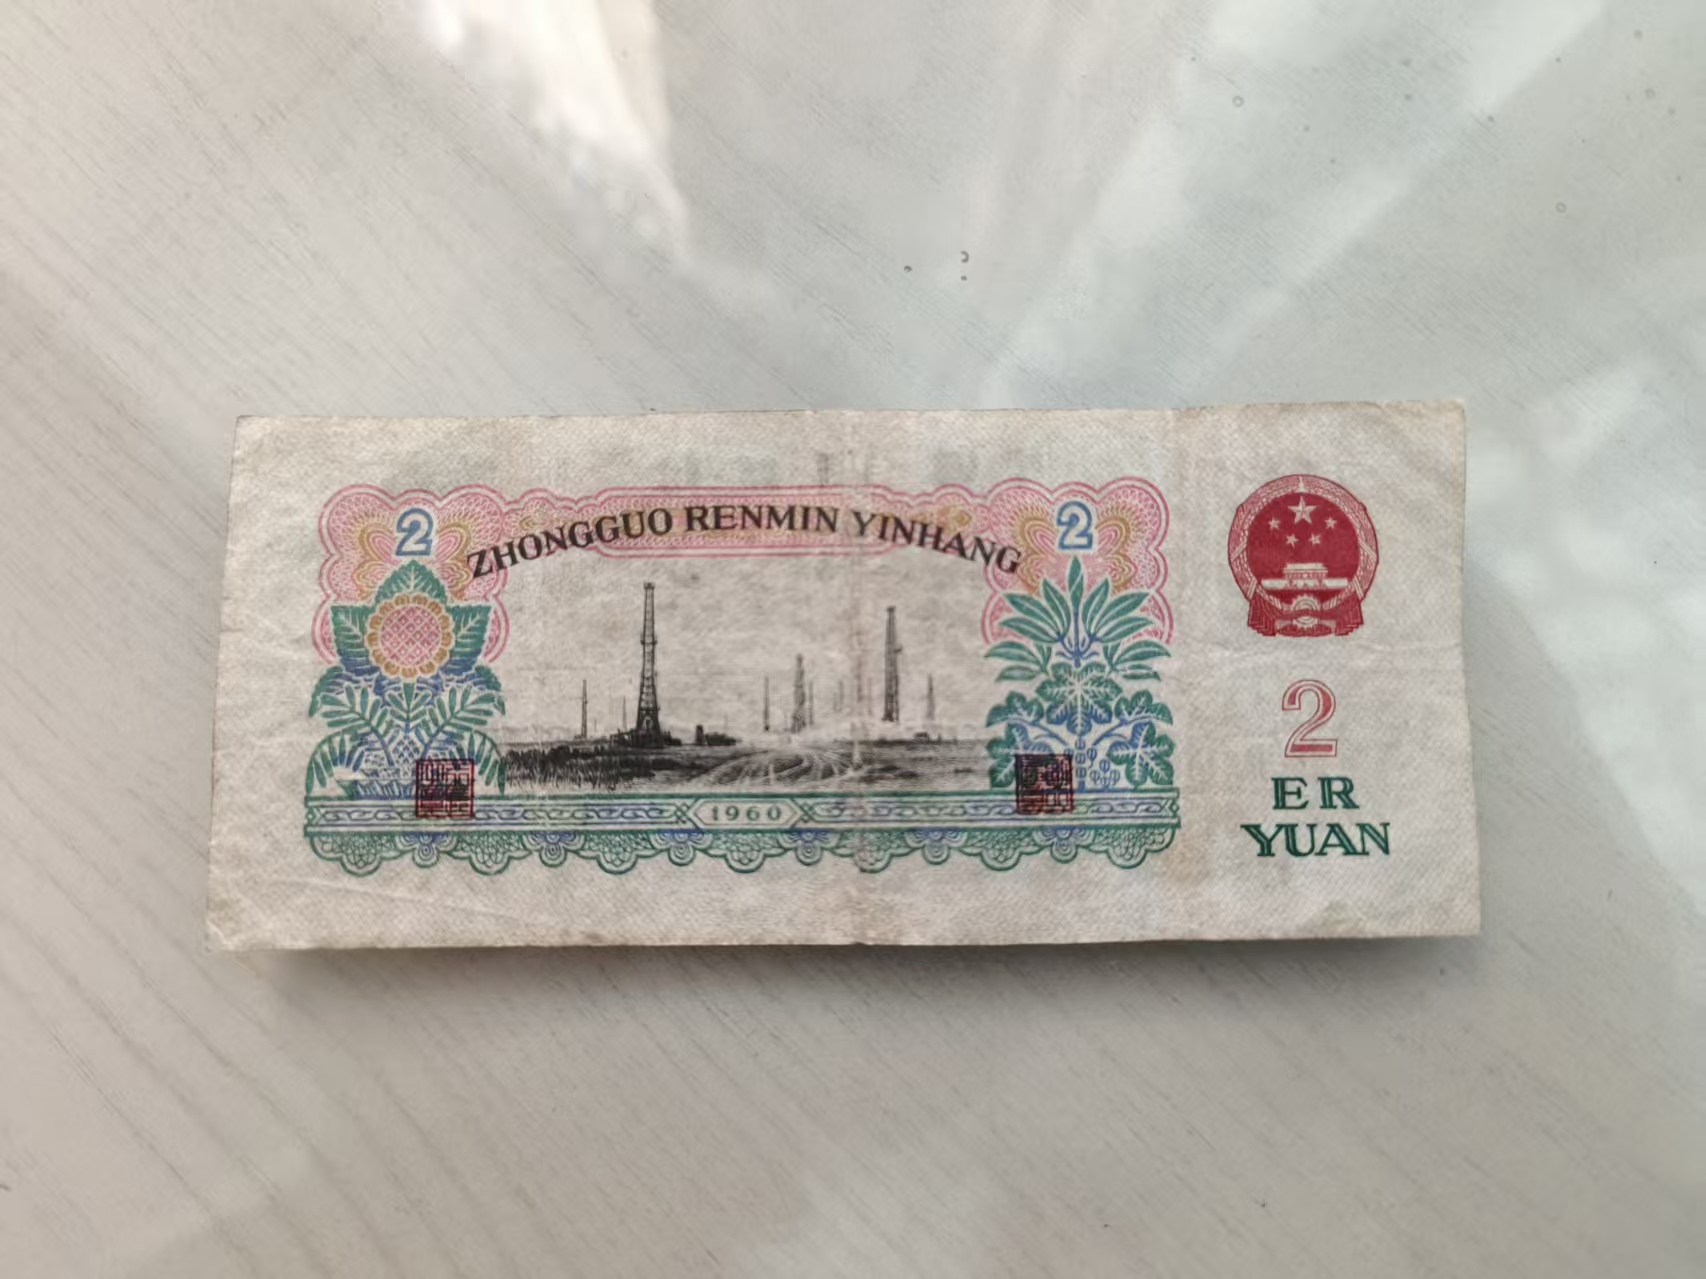 2 2
ZHONGGUO RENMIN YINHANG
1960
2
ER
YUAN